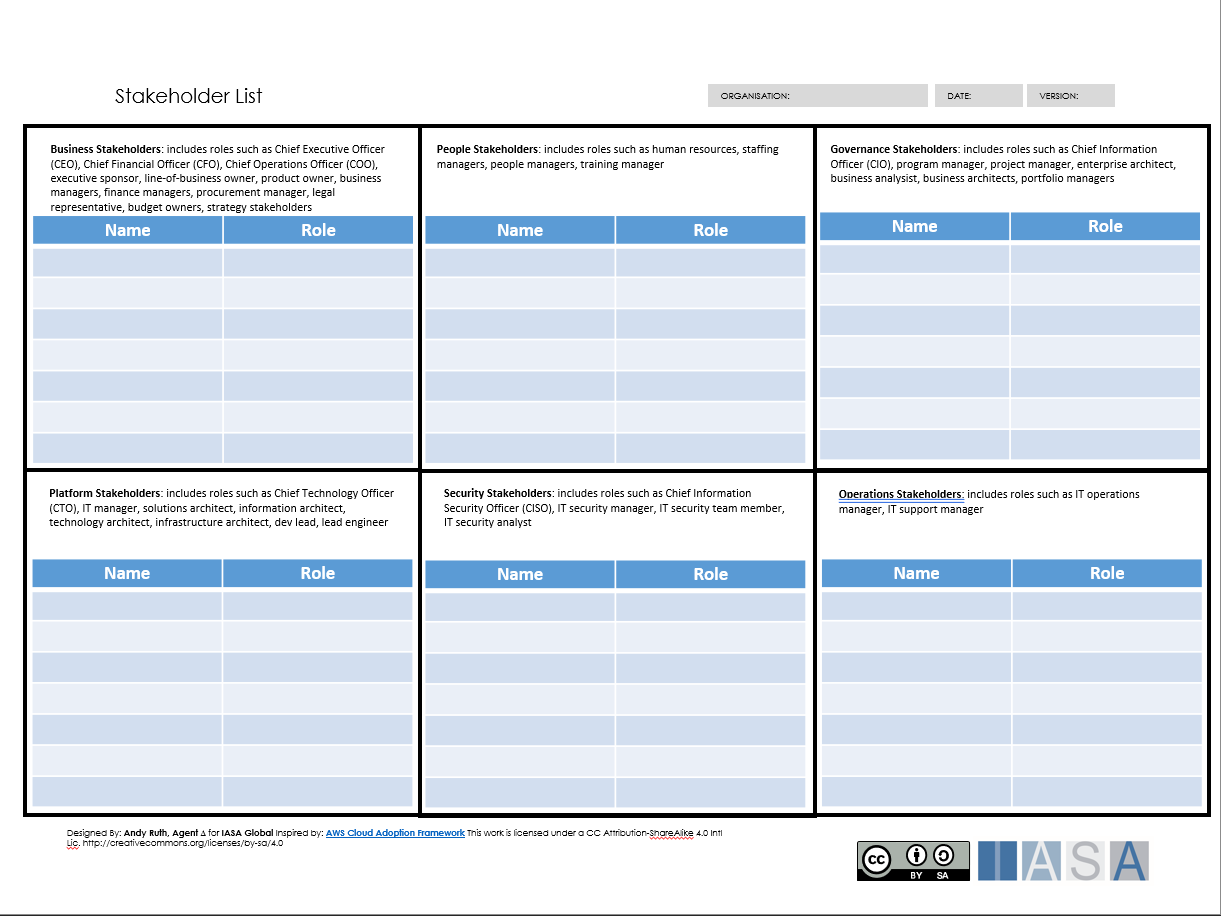 Stakeholder List
ORGANISATION:
DATE:
VERSION:
Business Stakeholders: includes roles such as Chief Executive Officer
(CEO), Chief Financial Officer (CFO), Chief Operations Officer (COO),
executive sponsor, line-of-business owner, product owner, business
managers, finance managers, procurement manager, legal
representative, budget owners, strategy stakeholders
Name Role
People Stakeholders: includes roles such as human resources, staffing
managers, people managers, training manager
Name Role
Governance Stakeholders: includes roles such as Chief Information
Officer (CIO), program manager, project manager, enterprise architect,
business analysist, business architects, portfolio managers
Name Role
Platform Stakeholders: includes roles such as Chief Technology Officer
(CTO), IT manager, solutions architect, information architect,
technology architect, infrastructure architect, dev lead, lead engineer
Name Role
Security Stakeholders: includes roles such as Chief Information
Security Officer (CISO), IT security manager, IT security team member,
IT security analyst
Name Role
Operations Stakeholders: includes roles such as IT operations
manager, IT support manager
Name Role
Designed By: Andy Ruth, Agent Δ for IASA Global Inspired by: AWS Cloud Adoption Framework This work is licensed under a CC Attribution-ShareAlike 4.0 Intl
Lic. http://creativecommons.org/licenses/by-sa/4.0
cc BY SA
IASA